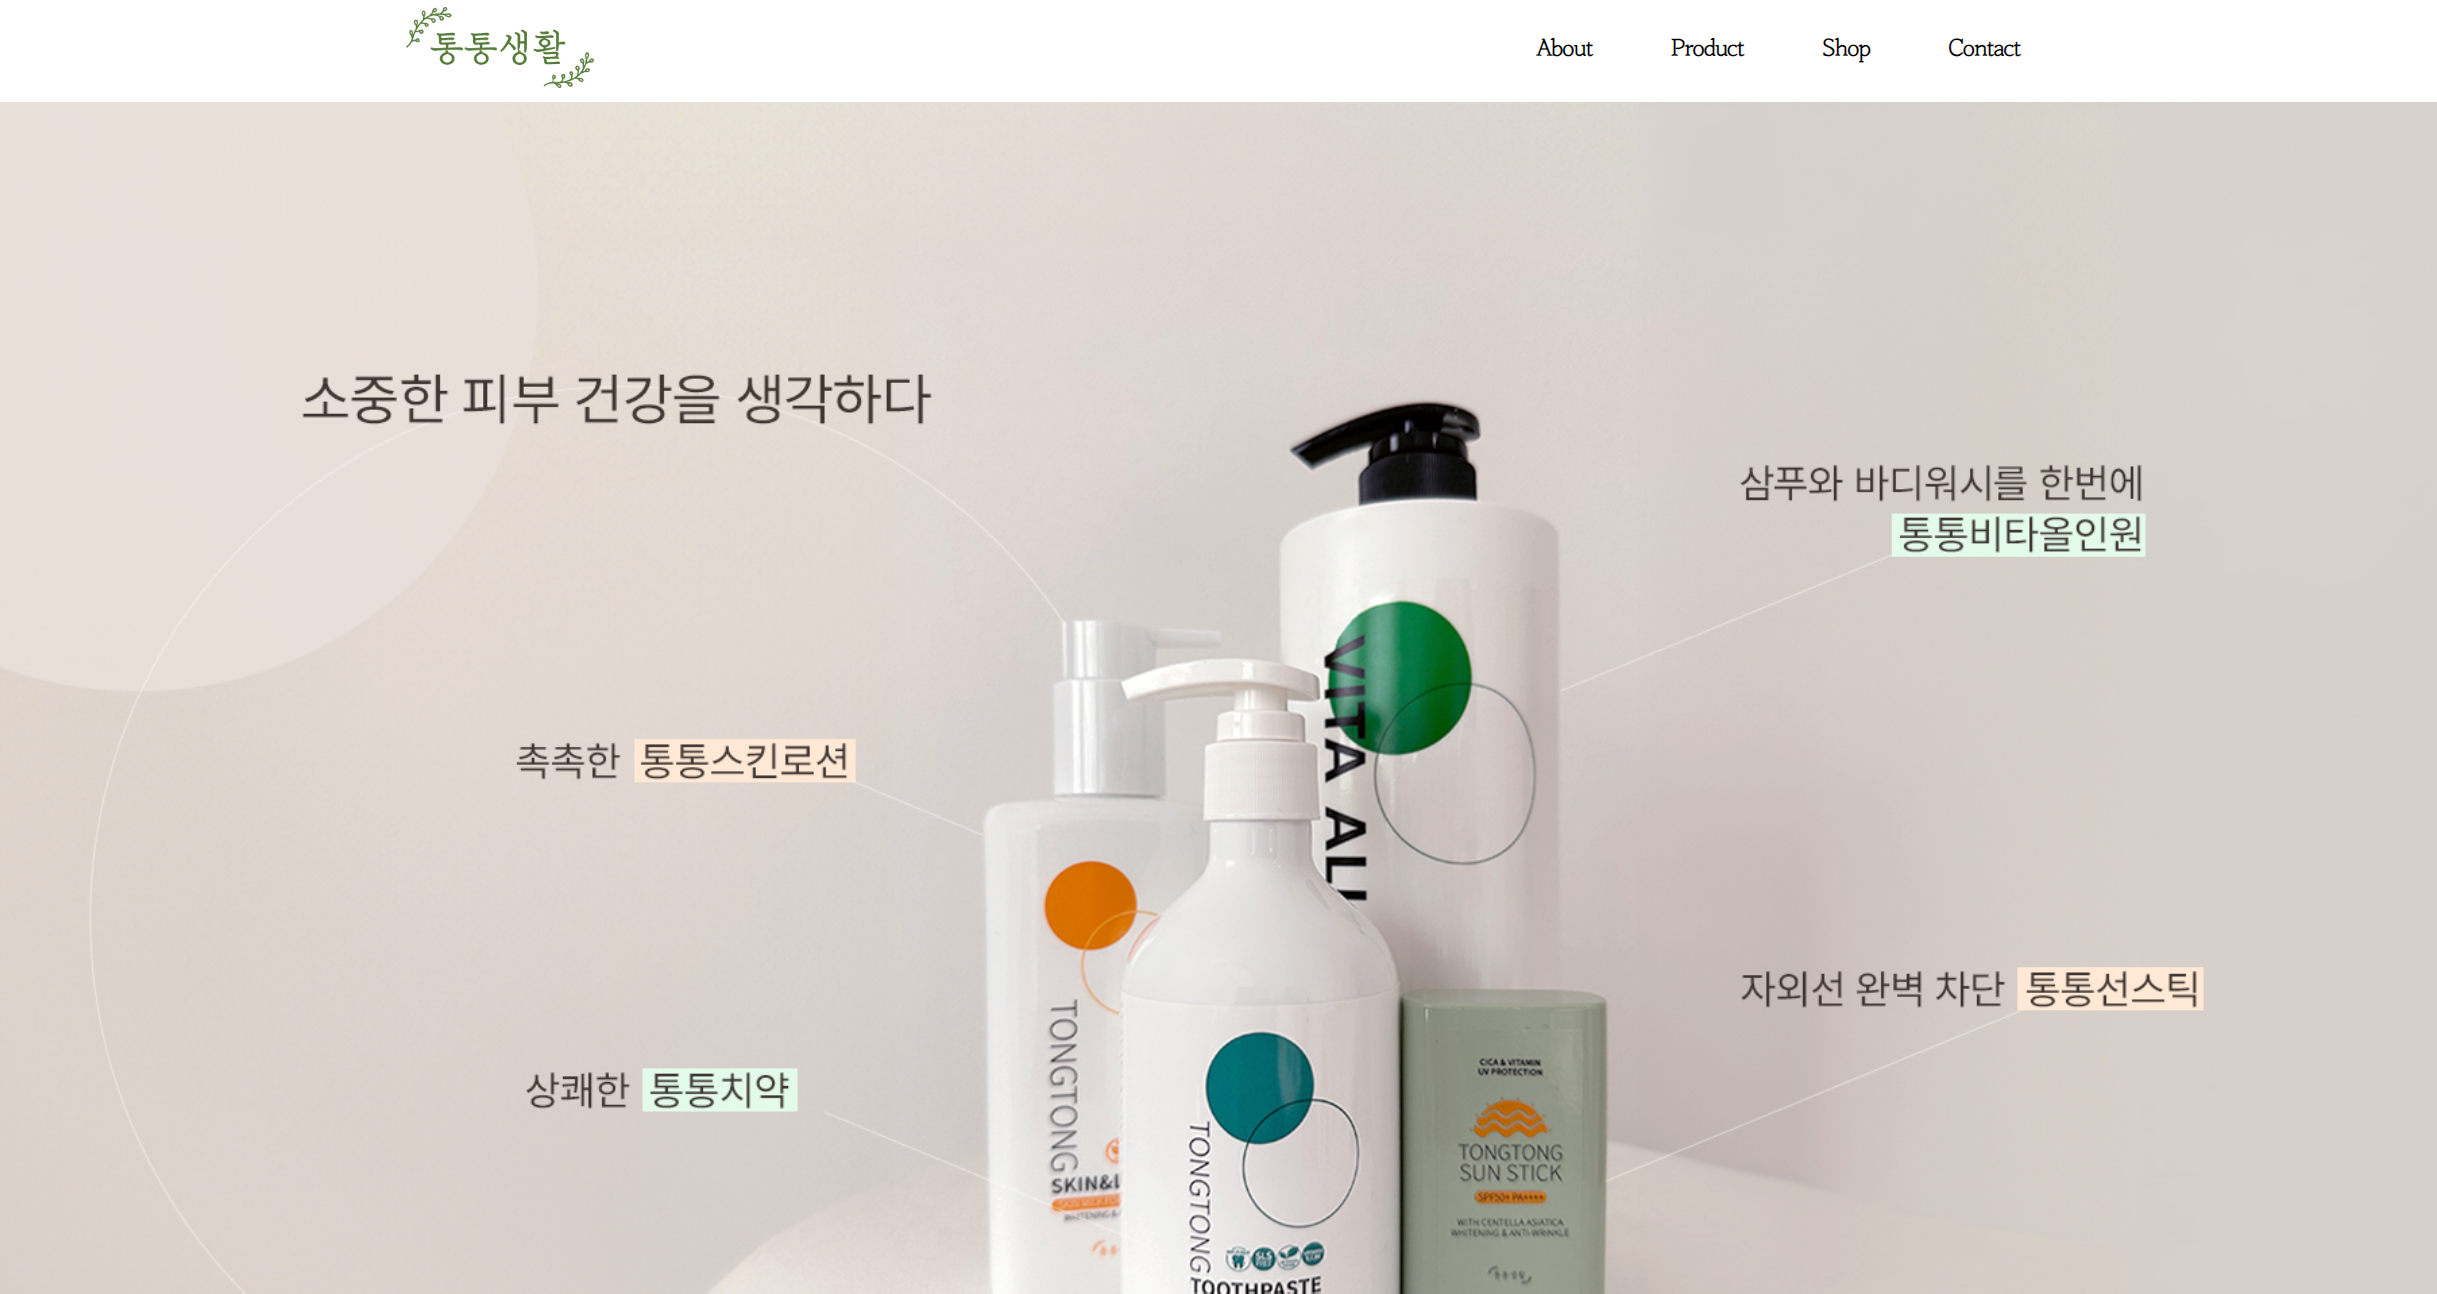 통통생활
About Product Shop Contact
소중한 피부 건강을 생각하다
삼푸와 바디워시를 한번에
통통비타올인원
촉촉한 통통스킨로션
자외선 완벽 차단 통통선스틱
상쾌한 통통치약
VITA ALL
TONGTONG
SKIN&L
TONGTONG
TOOTHPASTE
CICA & VITAMIN
UV PROTECTION
TONGTONG
SUN STICK
SPF50+ PA++++
WITH CENTELLA ASIATICA
WHITENING & ANTI-WRINKLE